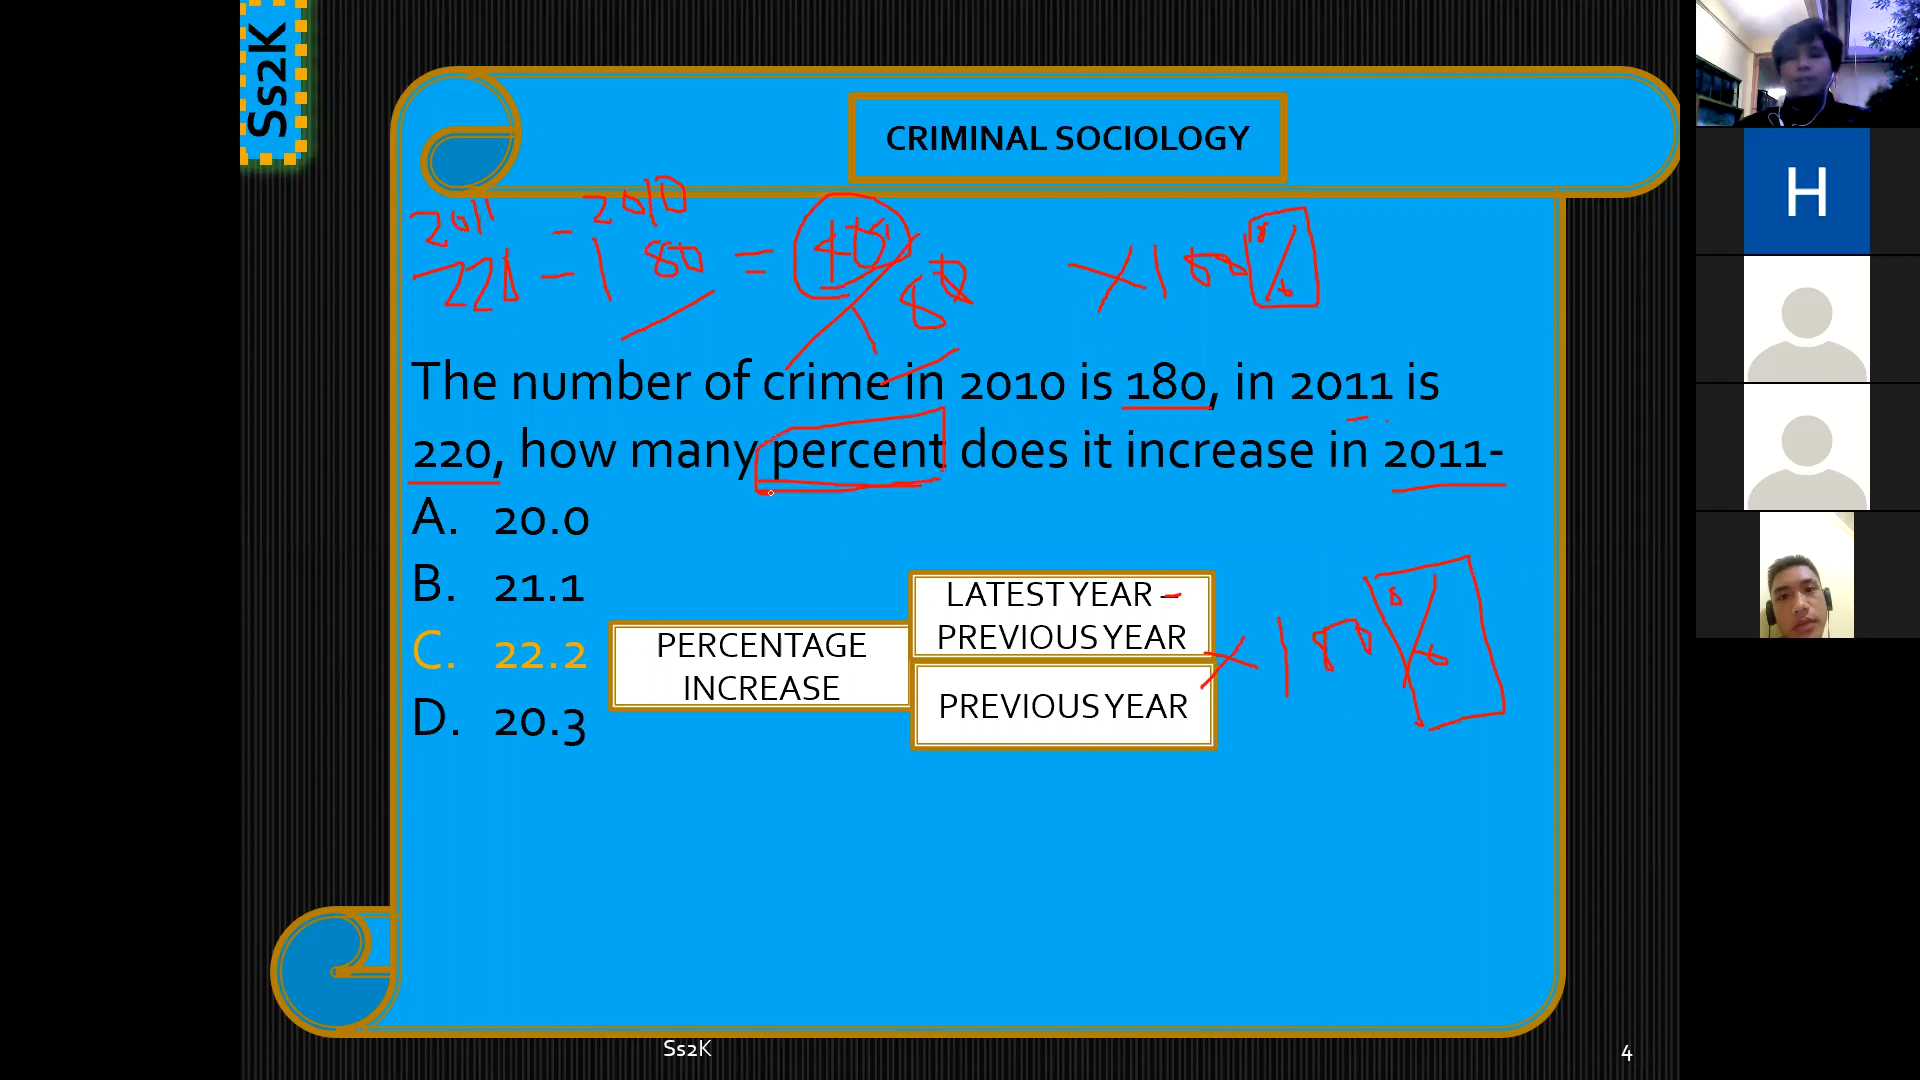 Ss2K
CRIMINAL SOCIOLOGY
2011 - 2010
220 - 180 = 40
/ 180
x 100 %
The number of crime in 2010 is 180, in 2011 is
220, how many percent does it increase in 2011-
A. 20.0
B. 21.1
C. 22.2
D. 20.3
PERCENTAGE
INCREASE
LATEST YEAR –
PREVIOUS YEAR
PREVIOUS YEAR
x 100 %
Ss2K
4
H